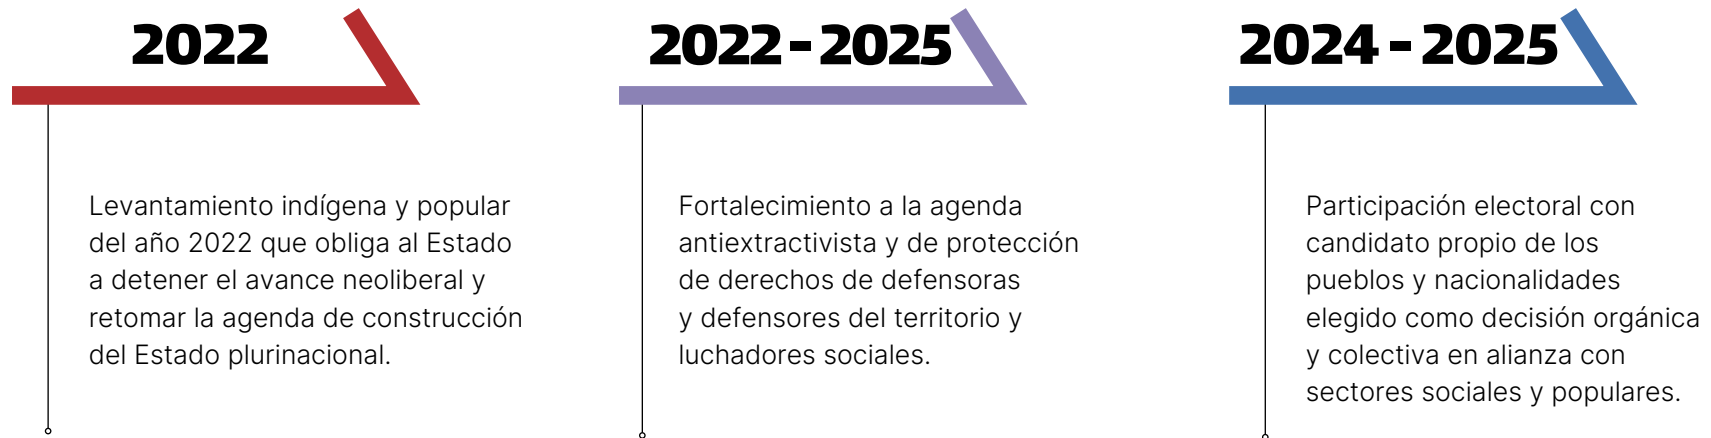 2022
Levantamiento indígena y popular
del año 2022 que obliga al Estado
a detener el avance neoliberal y
retomar la agenda de construcción
del Estado plurinacional.
2022 - 2025
Fortalecimiento a la agenda
antiextractivista y de protección
de derechos de defensoras
y defensores del territorio y
luchadores sociales.
2024 - 2025
Participación electoral con
candidato propio de los
pueblos y nacionalidades
elegido como decisión orgánica
y colectiva en alianza con
sectores sociales y populares.